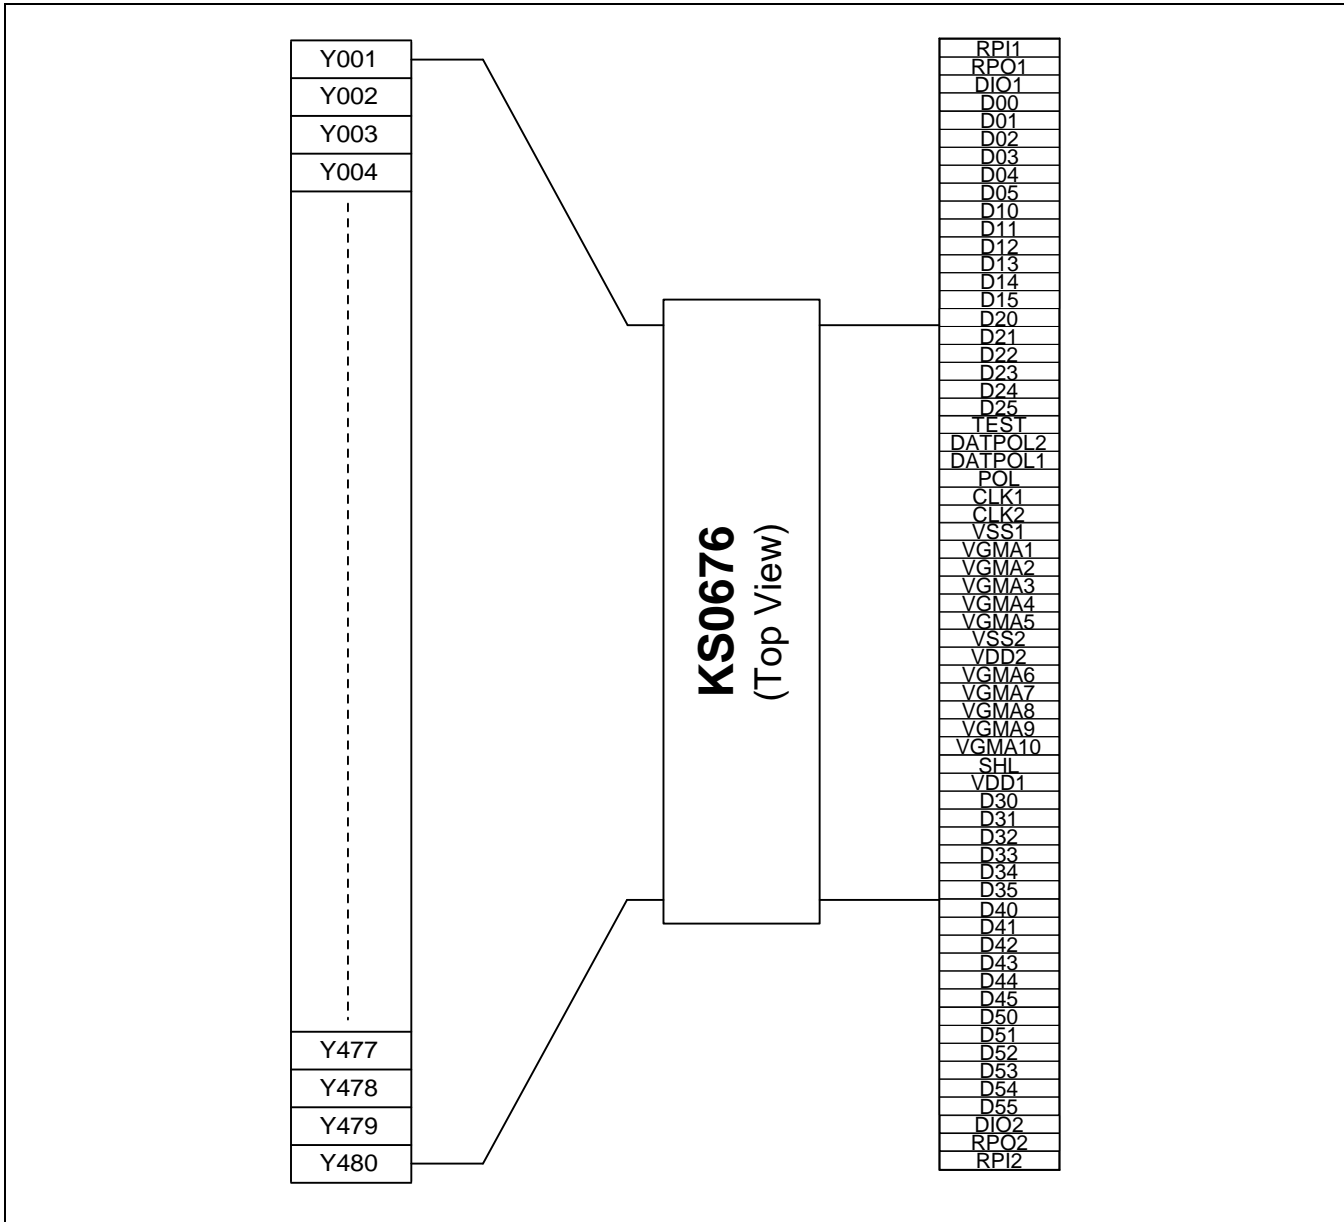 Y001
Y002
Y003
Y004
Y477
Y478
Y479
Y480
KS0676
(Top View)
RPI1
RPO1
DIO1
D00
D01
D02
D03
D04
D05
D10
D11
D12
D13
D14
D15
D20
D21
D22
D23
D24
D25
TEST
DATPOL2
DATPOL1
POL
CLK1
CLK2
VSS1
VGMA1
VGMA2
VGMA3
VGMA4
VGMA5
VSS2
VDD2
VGMA6
VGMA7
VGMA8
VGMA9
VGMA10
SHL
VDD1
D30
D31
D32
D33
D34
D35
D40
D41
D42
D43
D44
D45
D50
D51
D52
D53
D54
D55
DIO2
RPO2
RPI2